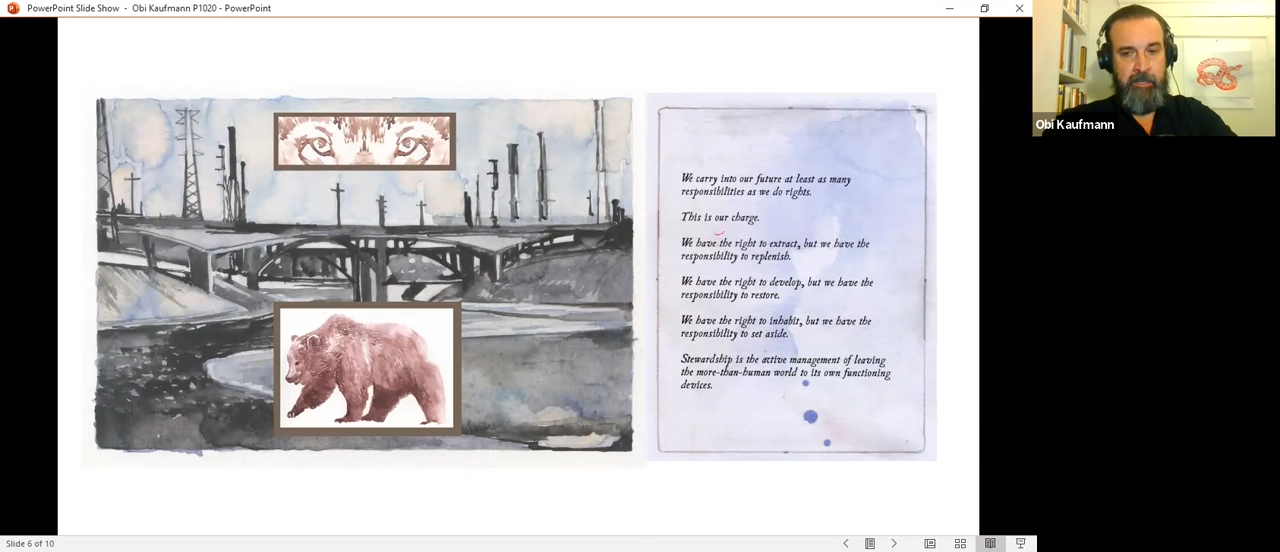 PowerPoint Slide Show - Obi Kaufmann P1020 - PowerPoint
Obi Kaufmann
We carry into our future at least as many
responsibilities as we do rights.
This is our charge.
We have the right to extract, but we have the
responsibility to replenish.
We have the right to develop, but we have the
responsibility to restore.
We have the right to inhabit, but we have the
responsibility to set aside.
Stewardship is the active management of leaving
the more-than-human world to its own functioning
devices.
Slide 6 of 10